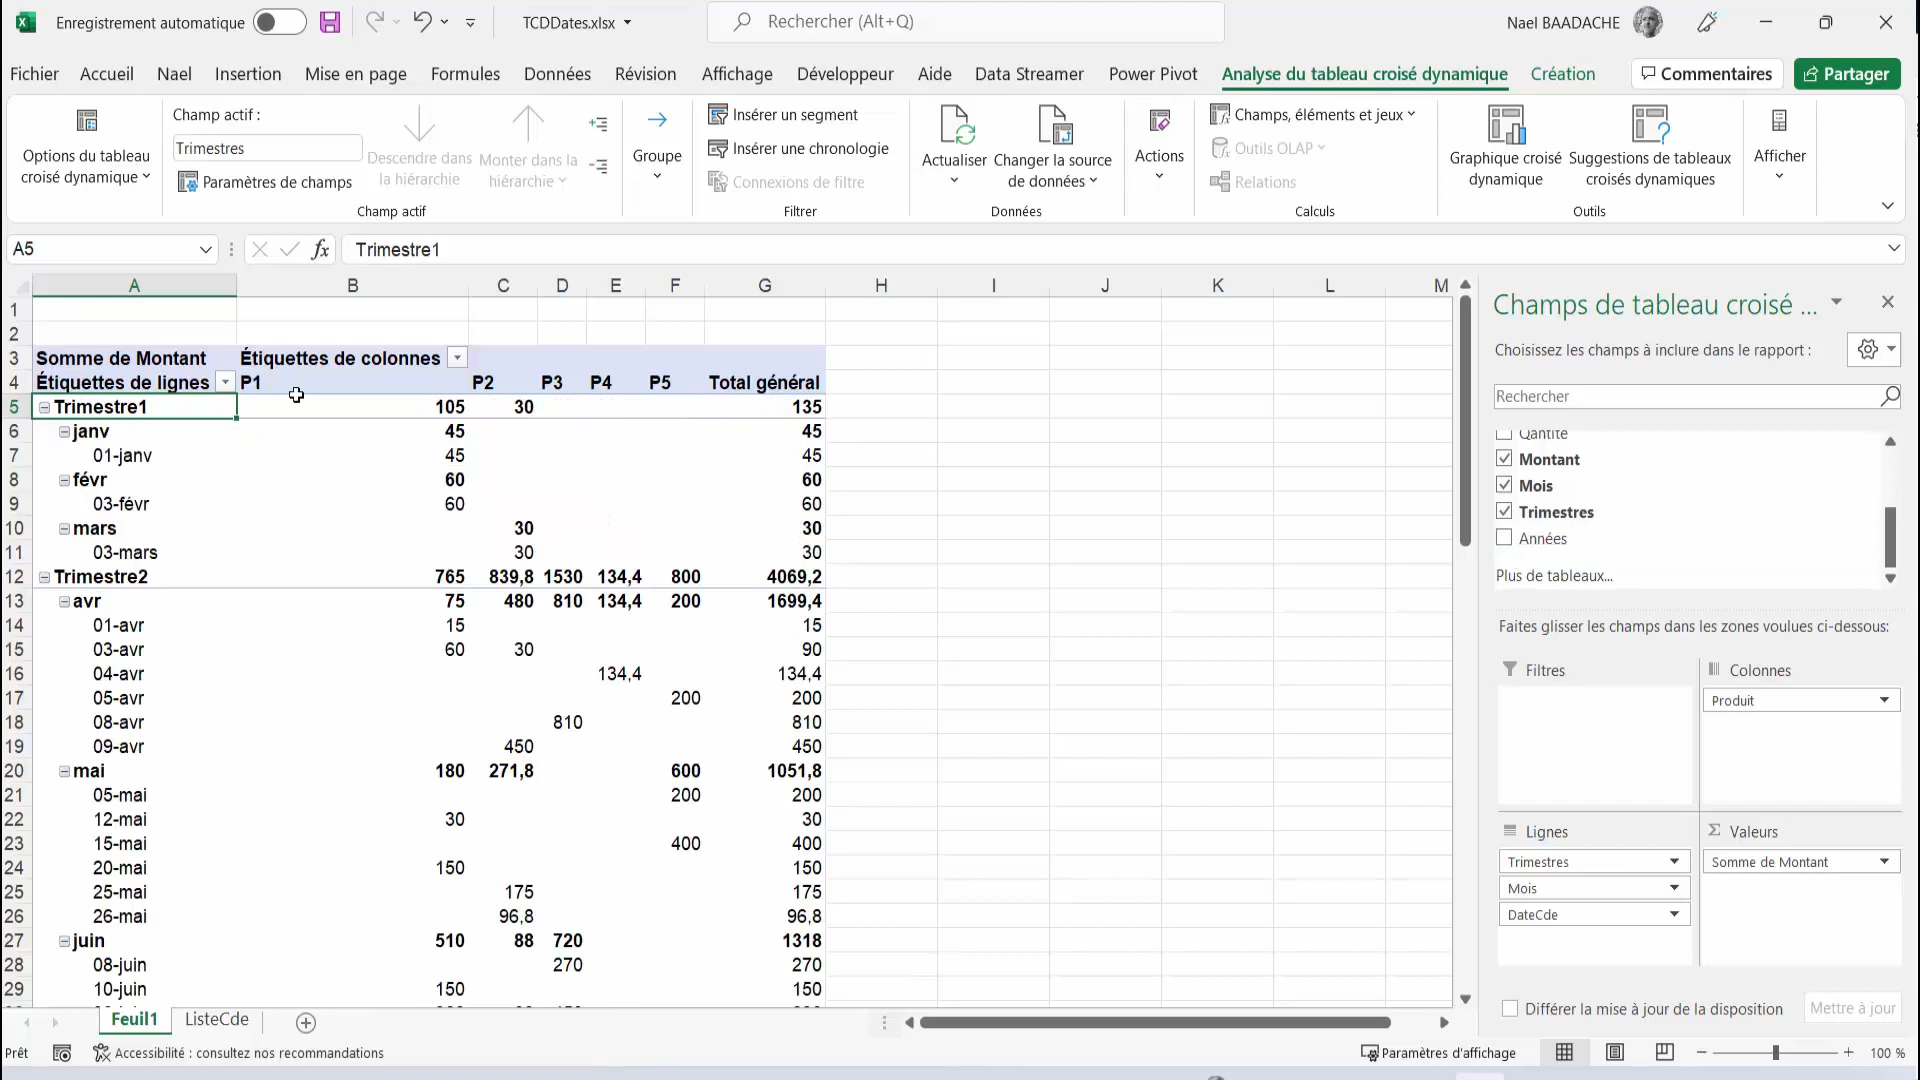 Enregistrement automatique
TCDDates.xlsx
Rechercher (Alt+Q)
Nael BAADACHE
Fichier Accueil Nael Insertion Mise en page Formules Données Révision Affichage Développeur Aide Data Streamer Power Pivot Analyse du tableau croisé dynamique Création Commentaires Partager
Options du tableau croisé dynamique
Champ actif :
Trimestres
Paramètres de champs
Descendre dans la hiérarchie
Monter dans la hiérarchie
Champ actif
Groupe
Insérer un segment
Insérer une chronologie
Connexions de filtre
Filtrer
Actualiser
Changer la source de données
Données
Actions
Champs, éléments et jeux
Outils OLAP
Relations
Calculs
Graphique croisé dynamique
Suggestions de tableaux croisés dynamiques
Outils
Afficher
A5 fx Trimestre1
A B C D E F G H I J K L M
1
2
3 Somme de Montant Étiquettes de colonnes
4 Étiquettes de lignes P1 P2 P3 P4 P5 Total général
5 Trimestre1 105 30 135
6 janv 45 45
7 01-janv 45 45
8 févr 60 60
9 03-févr 60 60
10 mars 30 30
11 03-mars 30 30
12 Trimestre2 765 839,8 1530 134,4 800 4069,2
13 avr 75 480 810 134,4 200 1699,4
14 01-avr 15 15
15 03-avr 60 30 90
16 04-avr 134,4 134,4
17 05-avr 200 200
18 08-avr 810 810
19 09-avr 450 450
20 mai 180 271,8 600 1051,8
21 05-mai 200 200
22 12-mai 30 30
23 15-mai 400 400
24 20-mai 150 150
25 25-mai 175 175
26 26-mai 96,8 96,8
27 juin 510 88 720 1318
28 08-juin 270 270
29 10-juin 150 150
Champs de tableau croisé ...
Choisissez les champs à inclure dans le rapport :
Rechercher
Qantite
Montant
Mois
Trimestres
Années
Plus de tableaux...
Faites glisser les champs dans les zones voulues ci-dessous:
Filtres
Colonnes
Produit
Lignes
Trimestres
Mois
DateCde
Valeurs
Somme de Montant
Différer la mise à jour de la disposition
Mettre à jour
Feuil1 ListeCde
Prêt
Accessibilité : consultez nos recommandations
Paramètres d'affichage
100 %